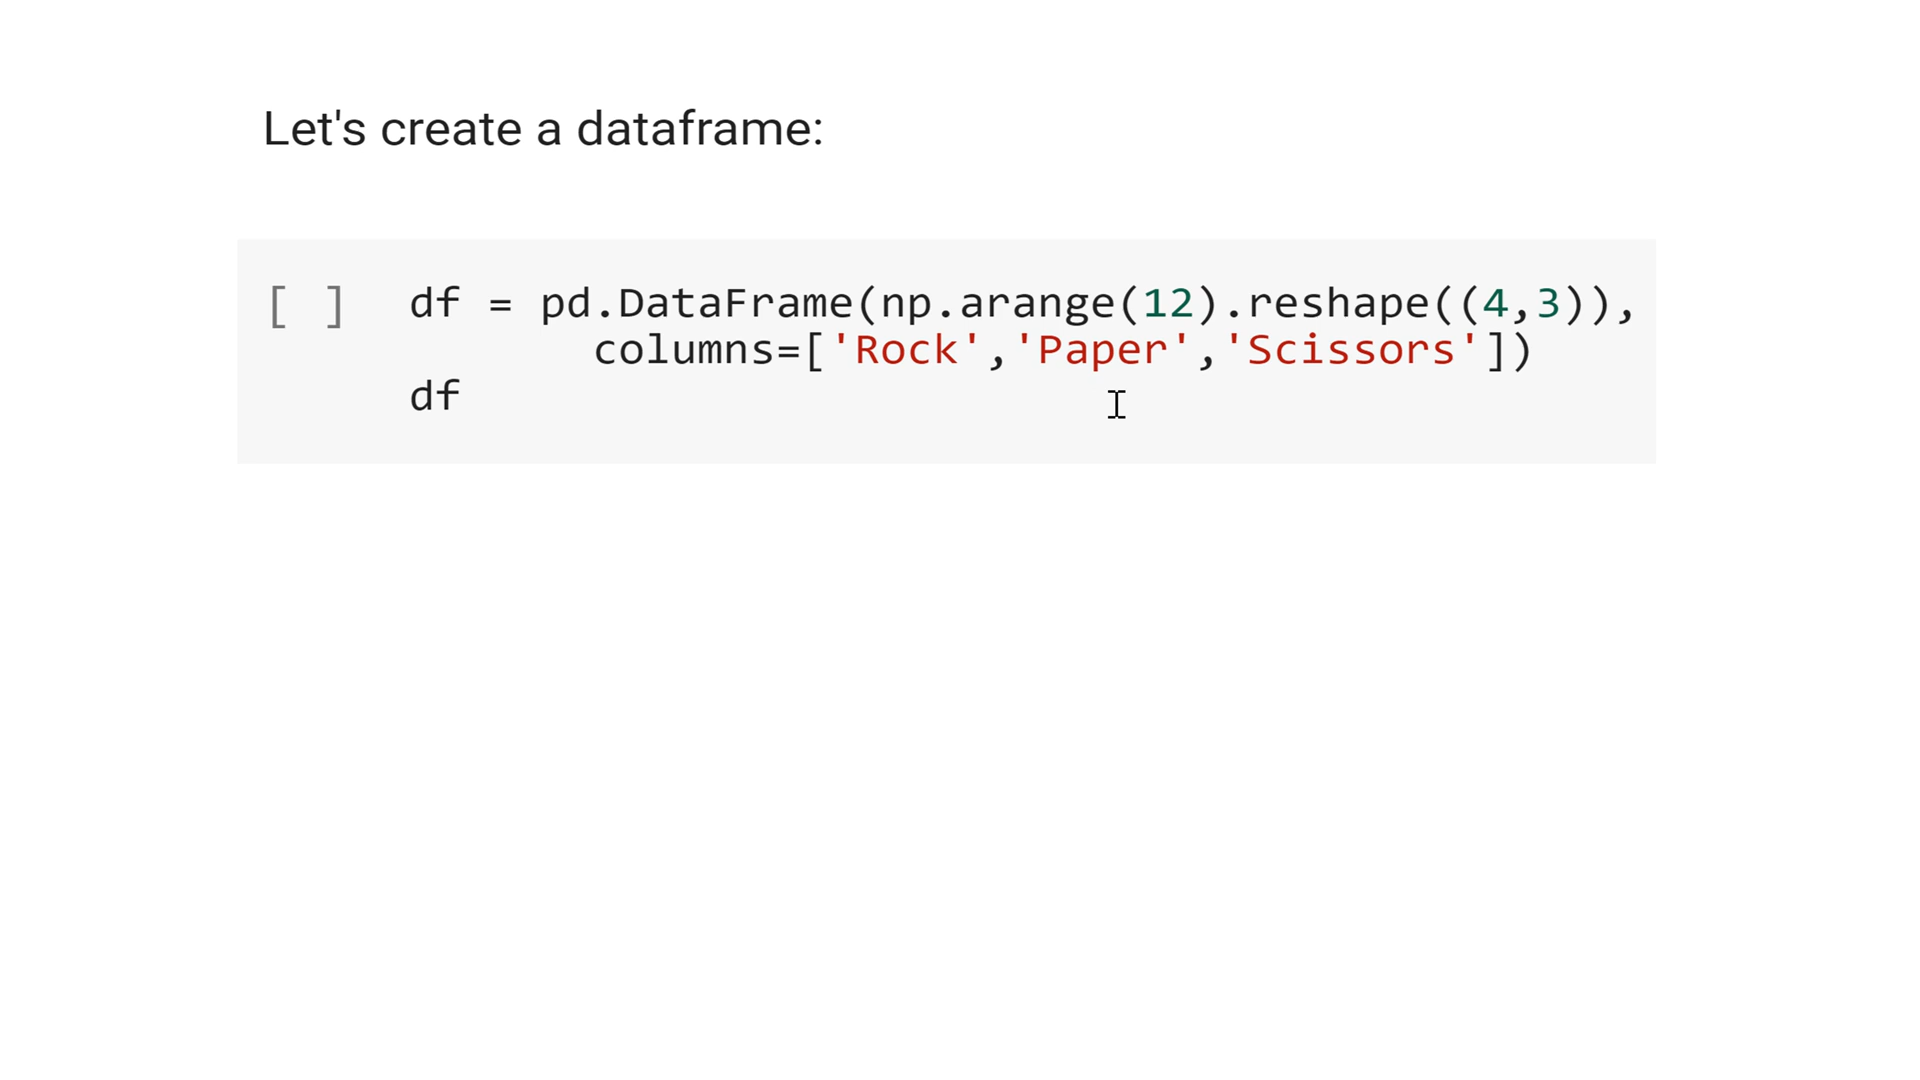 Let's create a dataframe:
[ ] df = pd.DataFrame(np.arange(12).reshape((4,3)),
columns=['Rock','Paper','Scissors'])
df